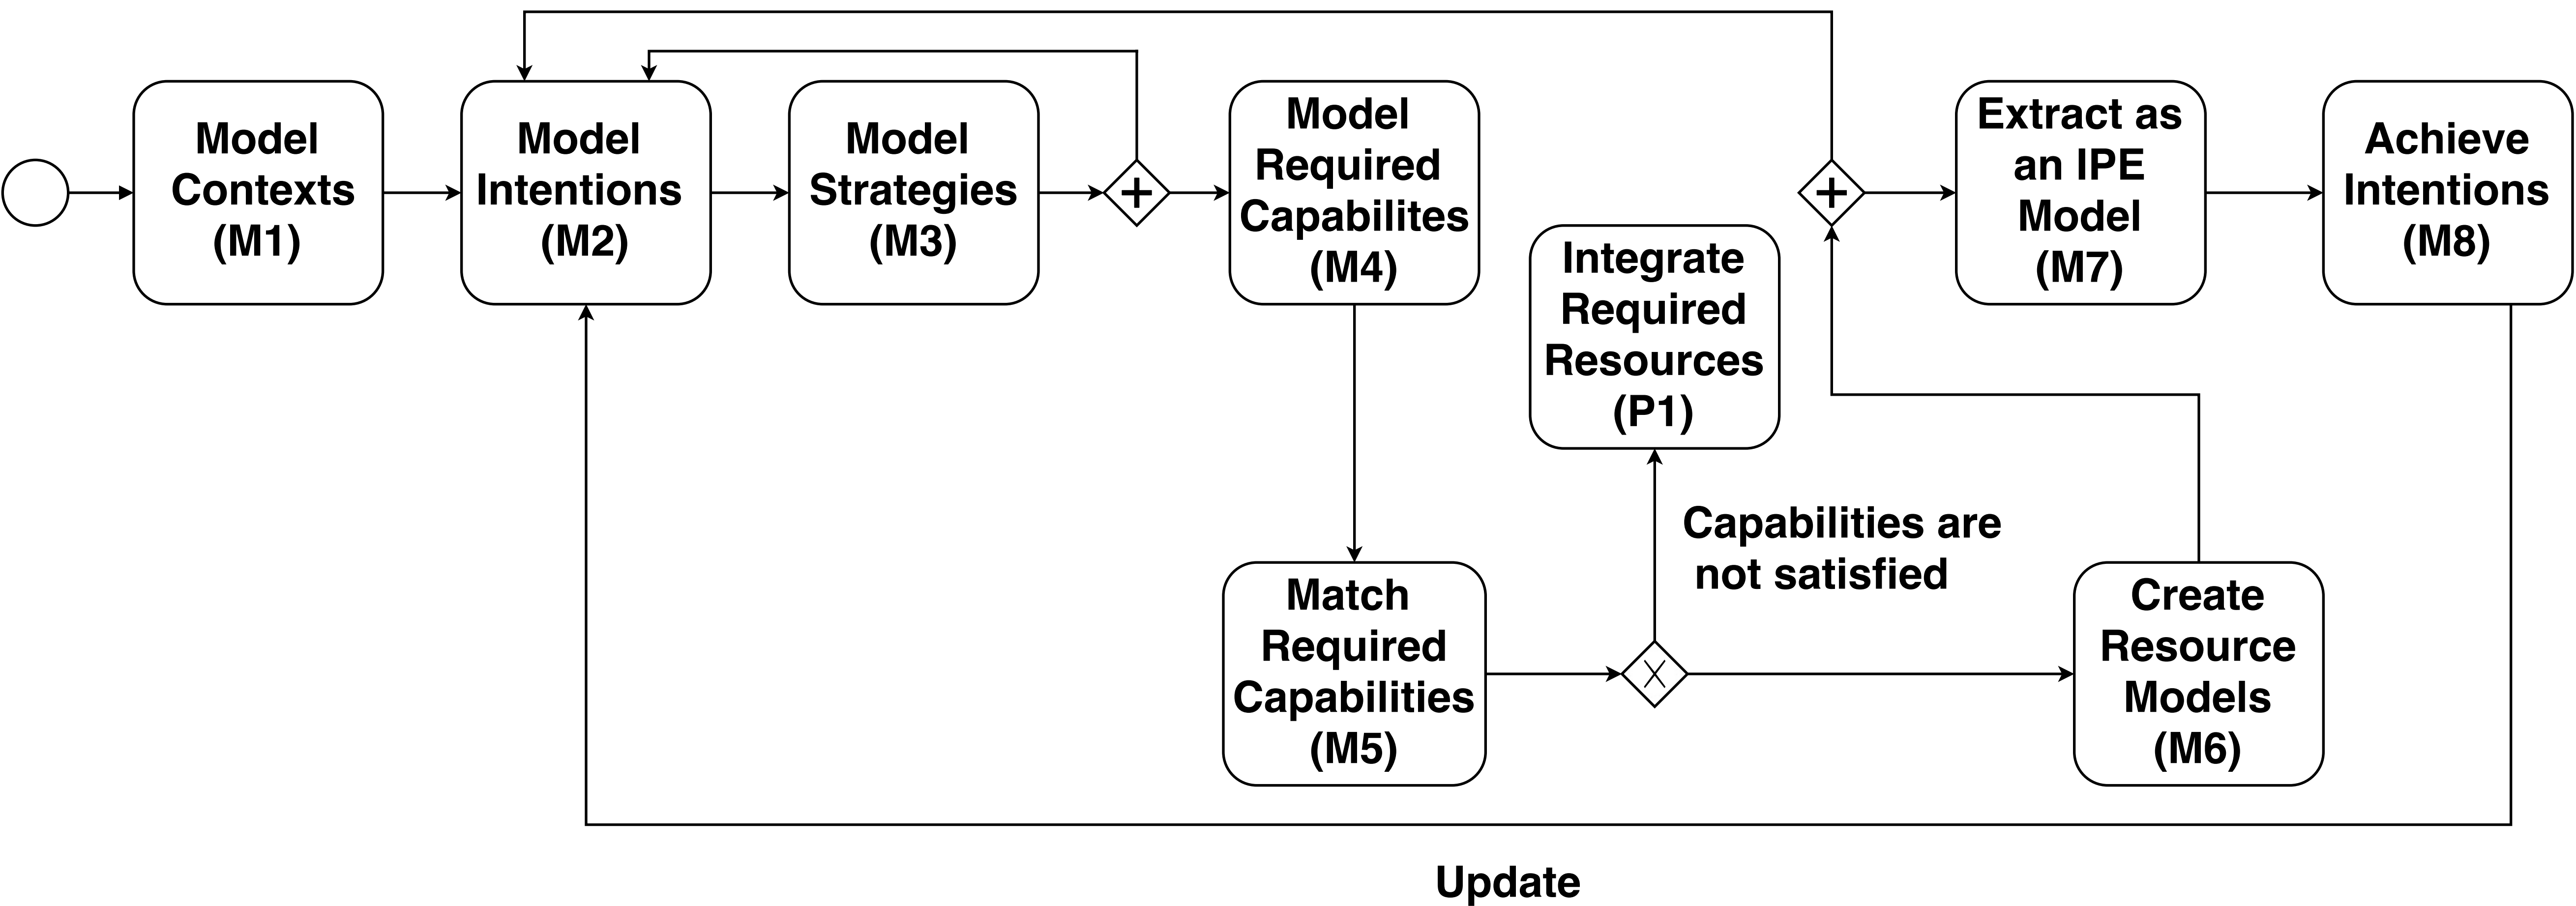 Model
Contexts
(M1)
Model
Intentions
(M2)
Model
Strategies
(M3)
Model
Required
Capabilites
(M4)
Integrate
Required
Resources
(P1)
Extract as
an IPE
Model
(M7)
Achieve
Intentions
(M8)
Capabilities are
not satisfied
Match
Required
Capabilities
(M5)
Create
Resource
Models
(M6)
Update